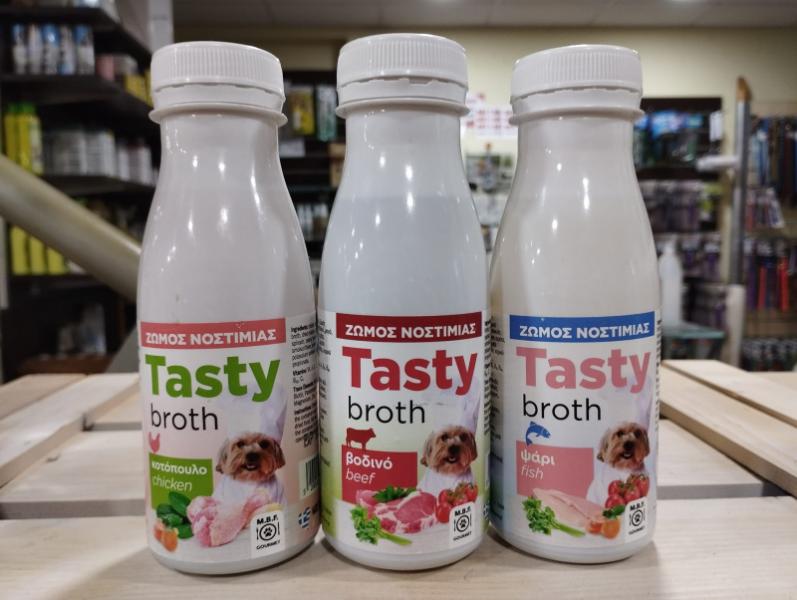 ΖΩΜΟΣ ΝΟΣΤΙΜΙΑΣ
Tasty
broth
κοτόπουλο
chicken
M.B.F.
GOURMET
ΖΩΜΟΣ ΝΟΣΤΙΜΙΑΣ
Tasty
broth
βοδινό
beef
M.B.F.
GOURMET
ΖΩΜΟΣ ΝΟΣΤΙΜΙΑΣ
Tasty
broth
ψάρι
fish
M.B.F.
GOURMET